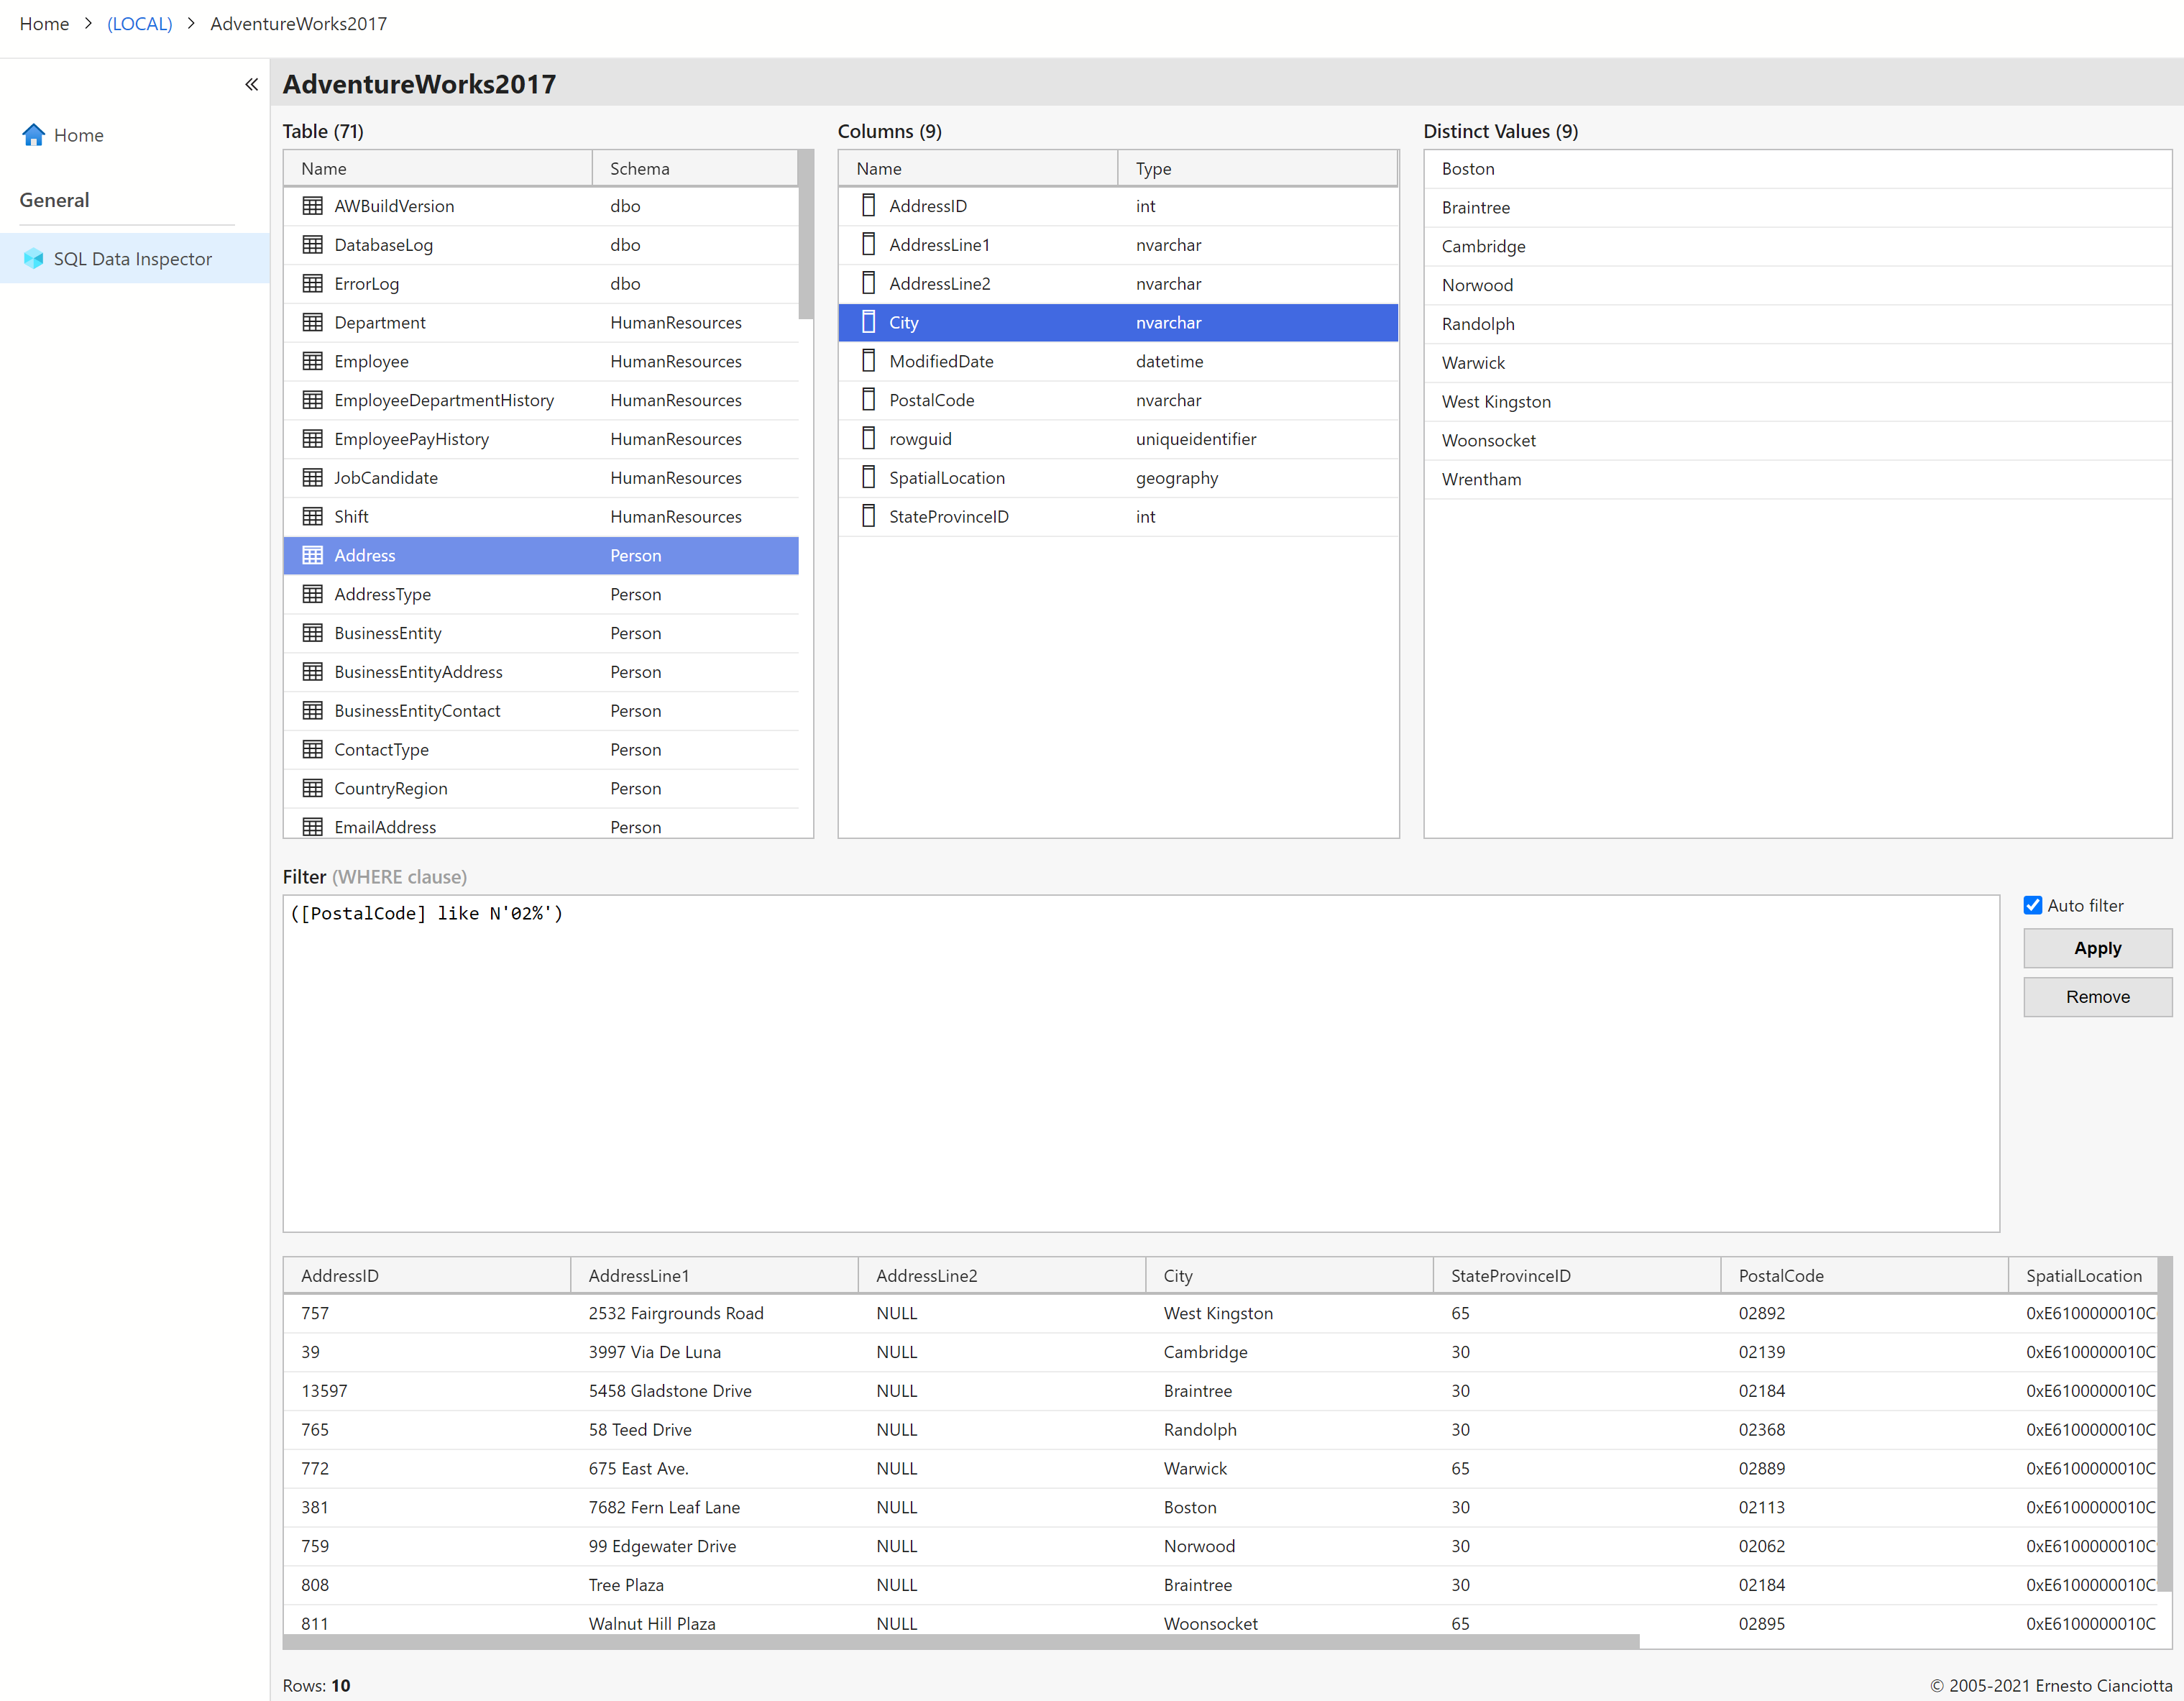 Home > (LOCAL) > AdventureWorks2017
«
Home
General
SQL Data Inspector
AdventureWorks2017
Table (71)
Name Schema
AWBuildVersion dbo
DatabaseLog dbo
ErrorLog dbo
Department HumanResources
Employee HumanResources
EmployeeDepartmentHistory HumanResources
EmployeePayHistory HumanResources
JobCandidate HumanResources
Shift HumanResources
Address Person
AddressType Person
BusinessEntity Person
BusinessEntityAddress Person
BusinessEntityContact Person
ContactType Person
CountryRegion Person
EmailAddress Person
Columns (9)
Name Type
AddressID int
AddressLine1 nvarchar
AddressLine2 nvarchar
City nvarchar
ModifiedDate datetime
PostalCode nvarchar
rowguid uniqueidentifier
SpatialLocation geography
StateProvinceID int
Distinct Values (9)
Boston
Braintree
Cambridge
Norwood
Randolph
Warwick
West Kingston
Woonsocket
Wrentham
Filter (WHERE clause)
([PostalCode] like N'02%')
Auto filter
Apply
Remove
AddressID AddressLine1 AddressLine2 City StateProvinceID PostalCode SpatialLocation
757 2532 Fairgrounds Road NULL West Kingston 65 02892 0xE6100000010C
39 3997 Via De Luna NULL Cambridge 30 02139 0xE6100000010C
13597 5458 Gladstone Drive NULL Braintree 30 02184 0xE6100000010C
765 58 Teed Drive NULL Randolph 30 02368 0xE6100000010C
772 675 East Ave. NULL Warwick 65 02889 0xE6100000010C
381 7682 Fern Leaf Lane NULL Boston 30 02113 0xE6100000010C
759 99 Edgewater Drive NULL Norwood 30 02062 0xE6100000010C
808 Tree Plaza NULL Braintree 30 02184 0xE6100000010C
811 Walnut Hill Plaza NULL Woonsocket 65 02895 0xE6100000010C
Rows: 10
© 2005-2021 Ernesto Cianciotta